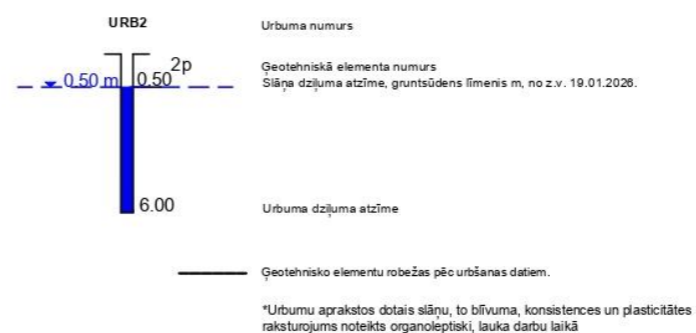 URB2
Urbuma numurs
2p
Ģeotehniskā elementa numurs
0.50 m
0.50
Slāņa dziļuma atzīme, gruntsūdens līmenis m, no z.v. 19.01.2026.
6.00
Urbuma dziļuma atzīme
Ģeotehnisko elementu robežas pēc urbšanas datiem.
*Urbumu aprakstos dotais slāņu, to blīvuma, konsistences un plasticitātes
raksturojums noteikts organoleptiski, lauka darbu laikā